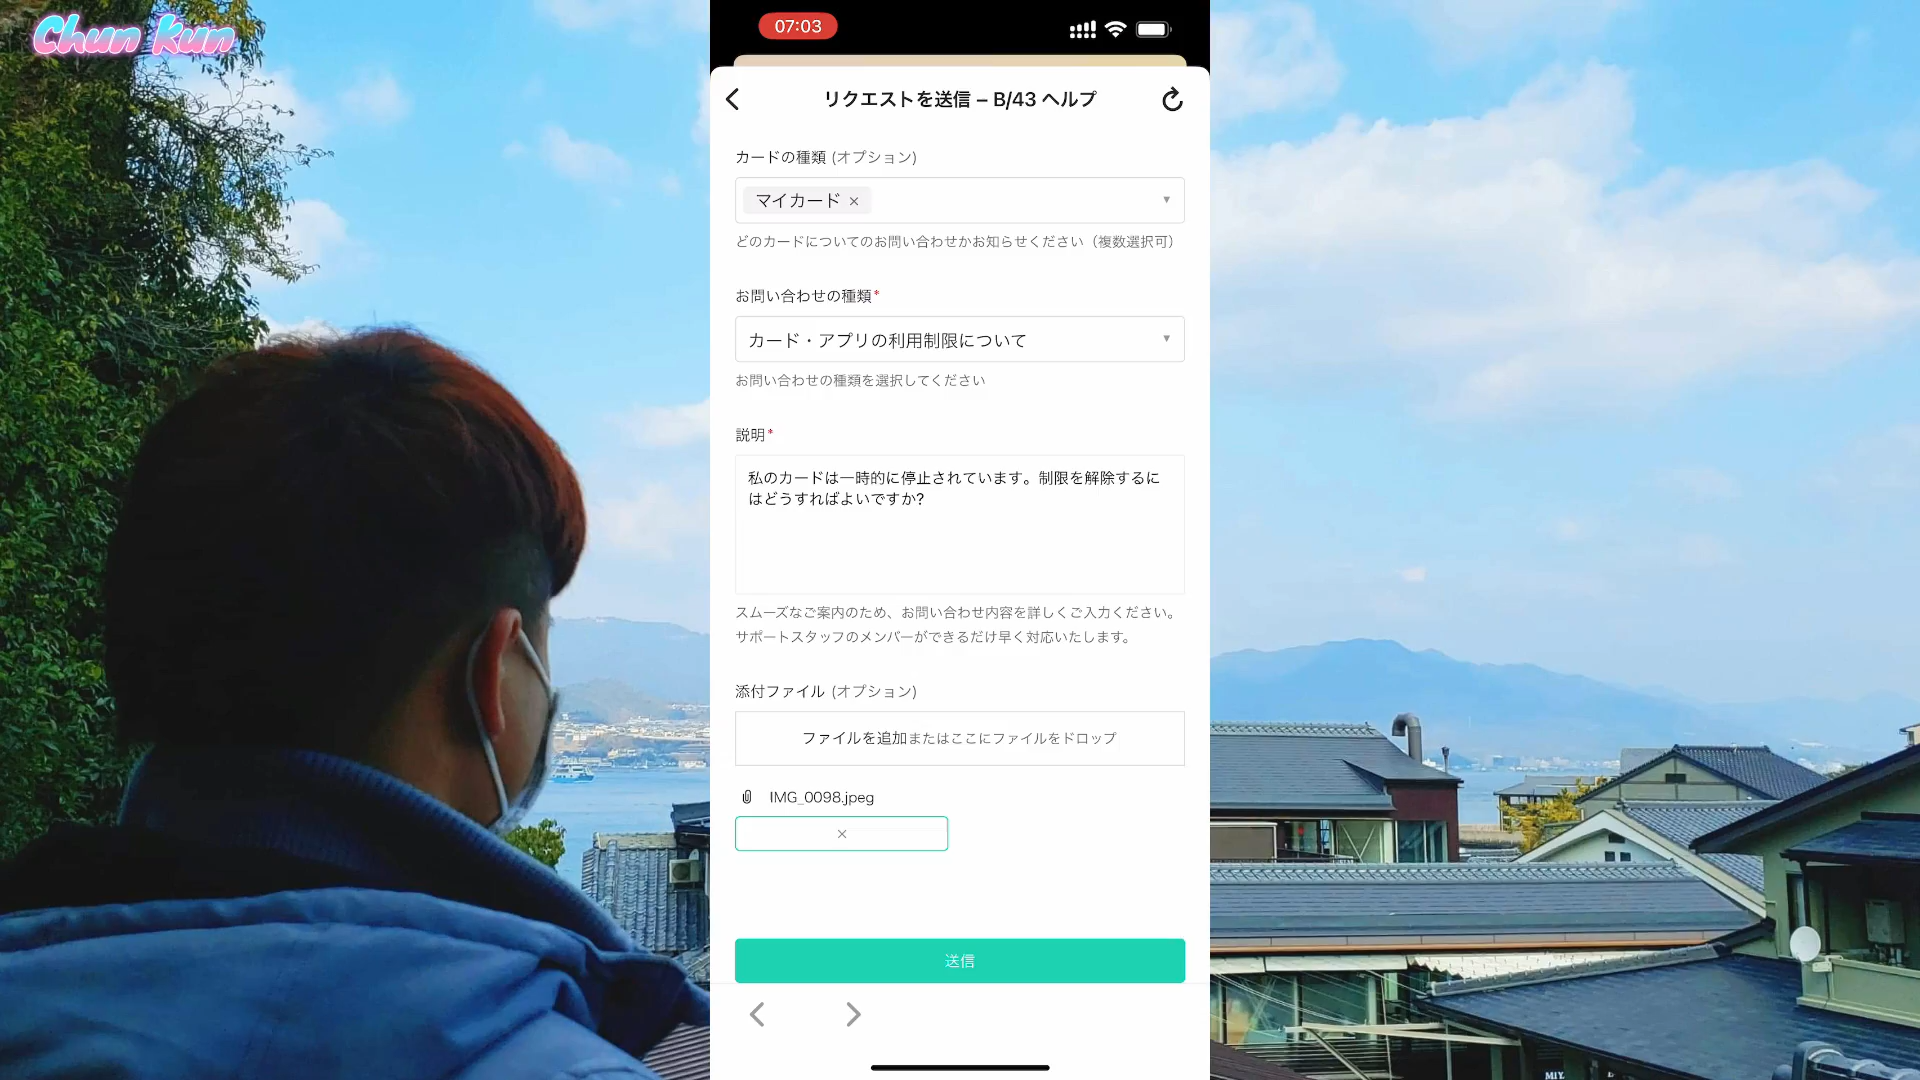 Chun Kun
07:03
リクエストを送信 – B/43 ヘルプ
カードの種類 (オプション)
マイカード ×
どのカードについてのお問い合わせかお知らせください（複数選択可）
お問い合わせの種類*
カード・アプリの利用制限について
お問い合わせの種類を選択してください
説明*
私のカードは一時的に停止されています。制限を解除するに
はどうすればよいですか?
スムーズなご案内のため、お問い合わせ内容を詳しくご入力ください。
サポートスタッフのメンバーができるだけ早く対応いたします。
添付ファイル (オプション)
ファイルを追加またはここにファイルをドロップ
IMG_0098.jpeg
×
送信